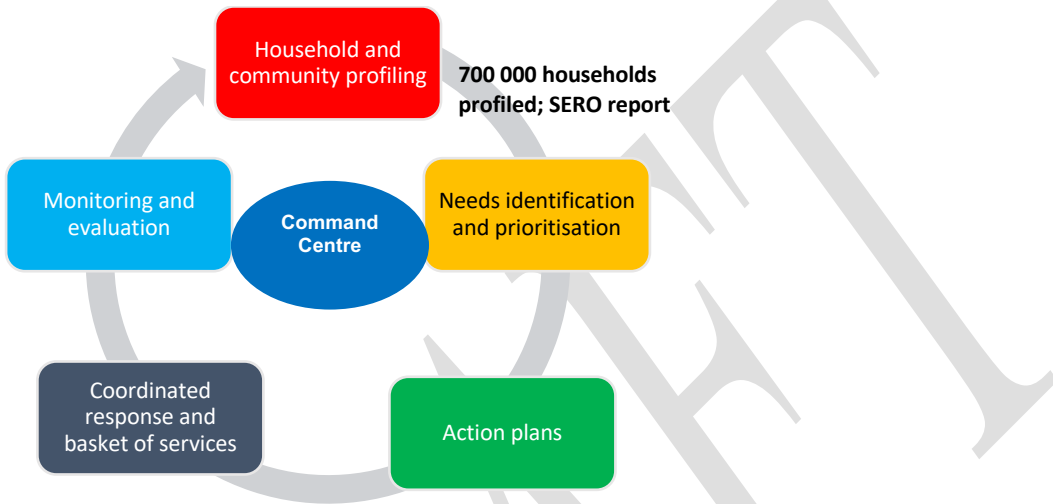 Household and
community profiling
700 000 households
profiled; SERO report
Monitoring and
evaluation
Command
Centre
Needs identification
and prioritisation
Coordinated
response and
basket of services
Action plans